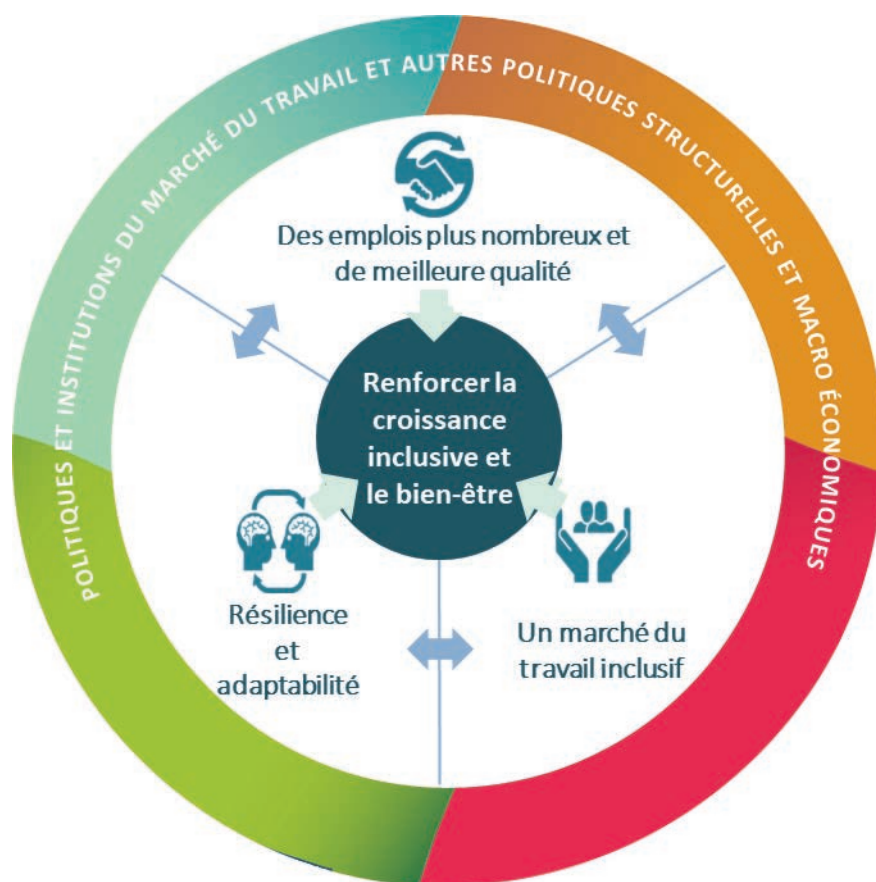 POLITIQUES ET INSTITUTIONS DU MARCHÉ DU TRAVAIL ET AUTRES POLITIQUES STRUCTURELLES ET MACRO ÉCONOMIQUES
Des emplois plus nombreux et
de meilleure qualité
Renforcer la
croissance
inclusive et
le bien-être
Résilience
et
adaptabilité
Un marché du
travail inclusif